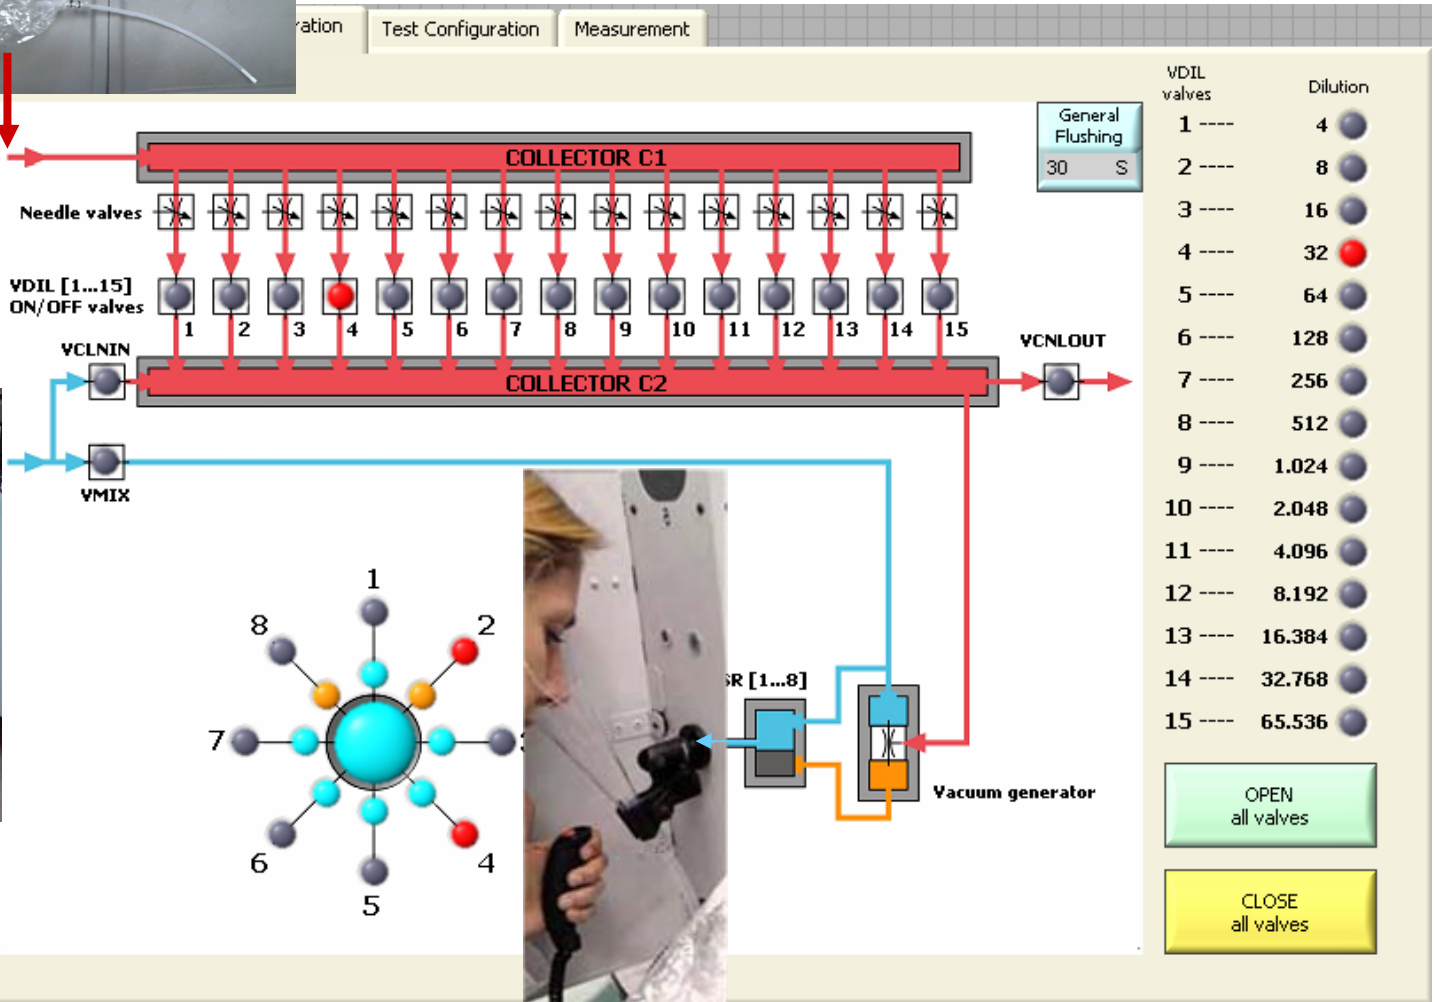 Test Configuration
Measurement
VDIL
valves
Dilution
General
Flushing
30 S
COLLECTOR C1
Needle valves
VDIL [1...15]
ON/OFF valves
1 2 3 4 5 6 7 8 9 10 11 12 13 14 15
VCLNIN
COLLECTOR C2
VCNLOUT
VMIX
1 ---- 4
2 ---- 8
3 ---- 16
4 ---- 32
5 ---- 64
6 ---- 128
7 ---- 256
8 ---- 512
9 ---- 1.024
10 ---- 2.048
11 ---- 4.096
12 ---- 8.192
13 ---- 16.384
14 ---- 32.768
15 ---- 65.536
1
8
2
7
6
4
5
SR [1...8]
Vacuum generator
OPEN
all valves
CLOSE
all valves